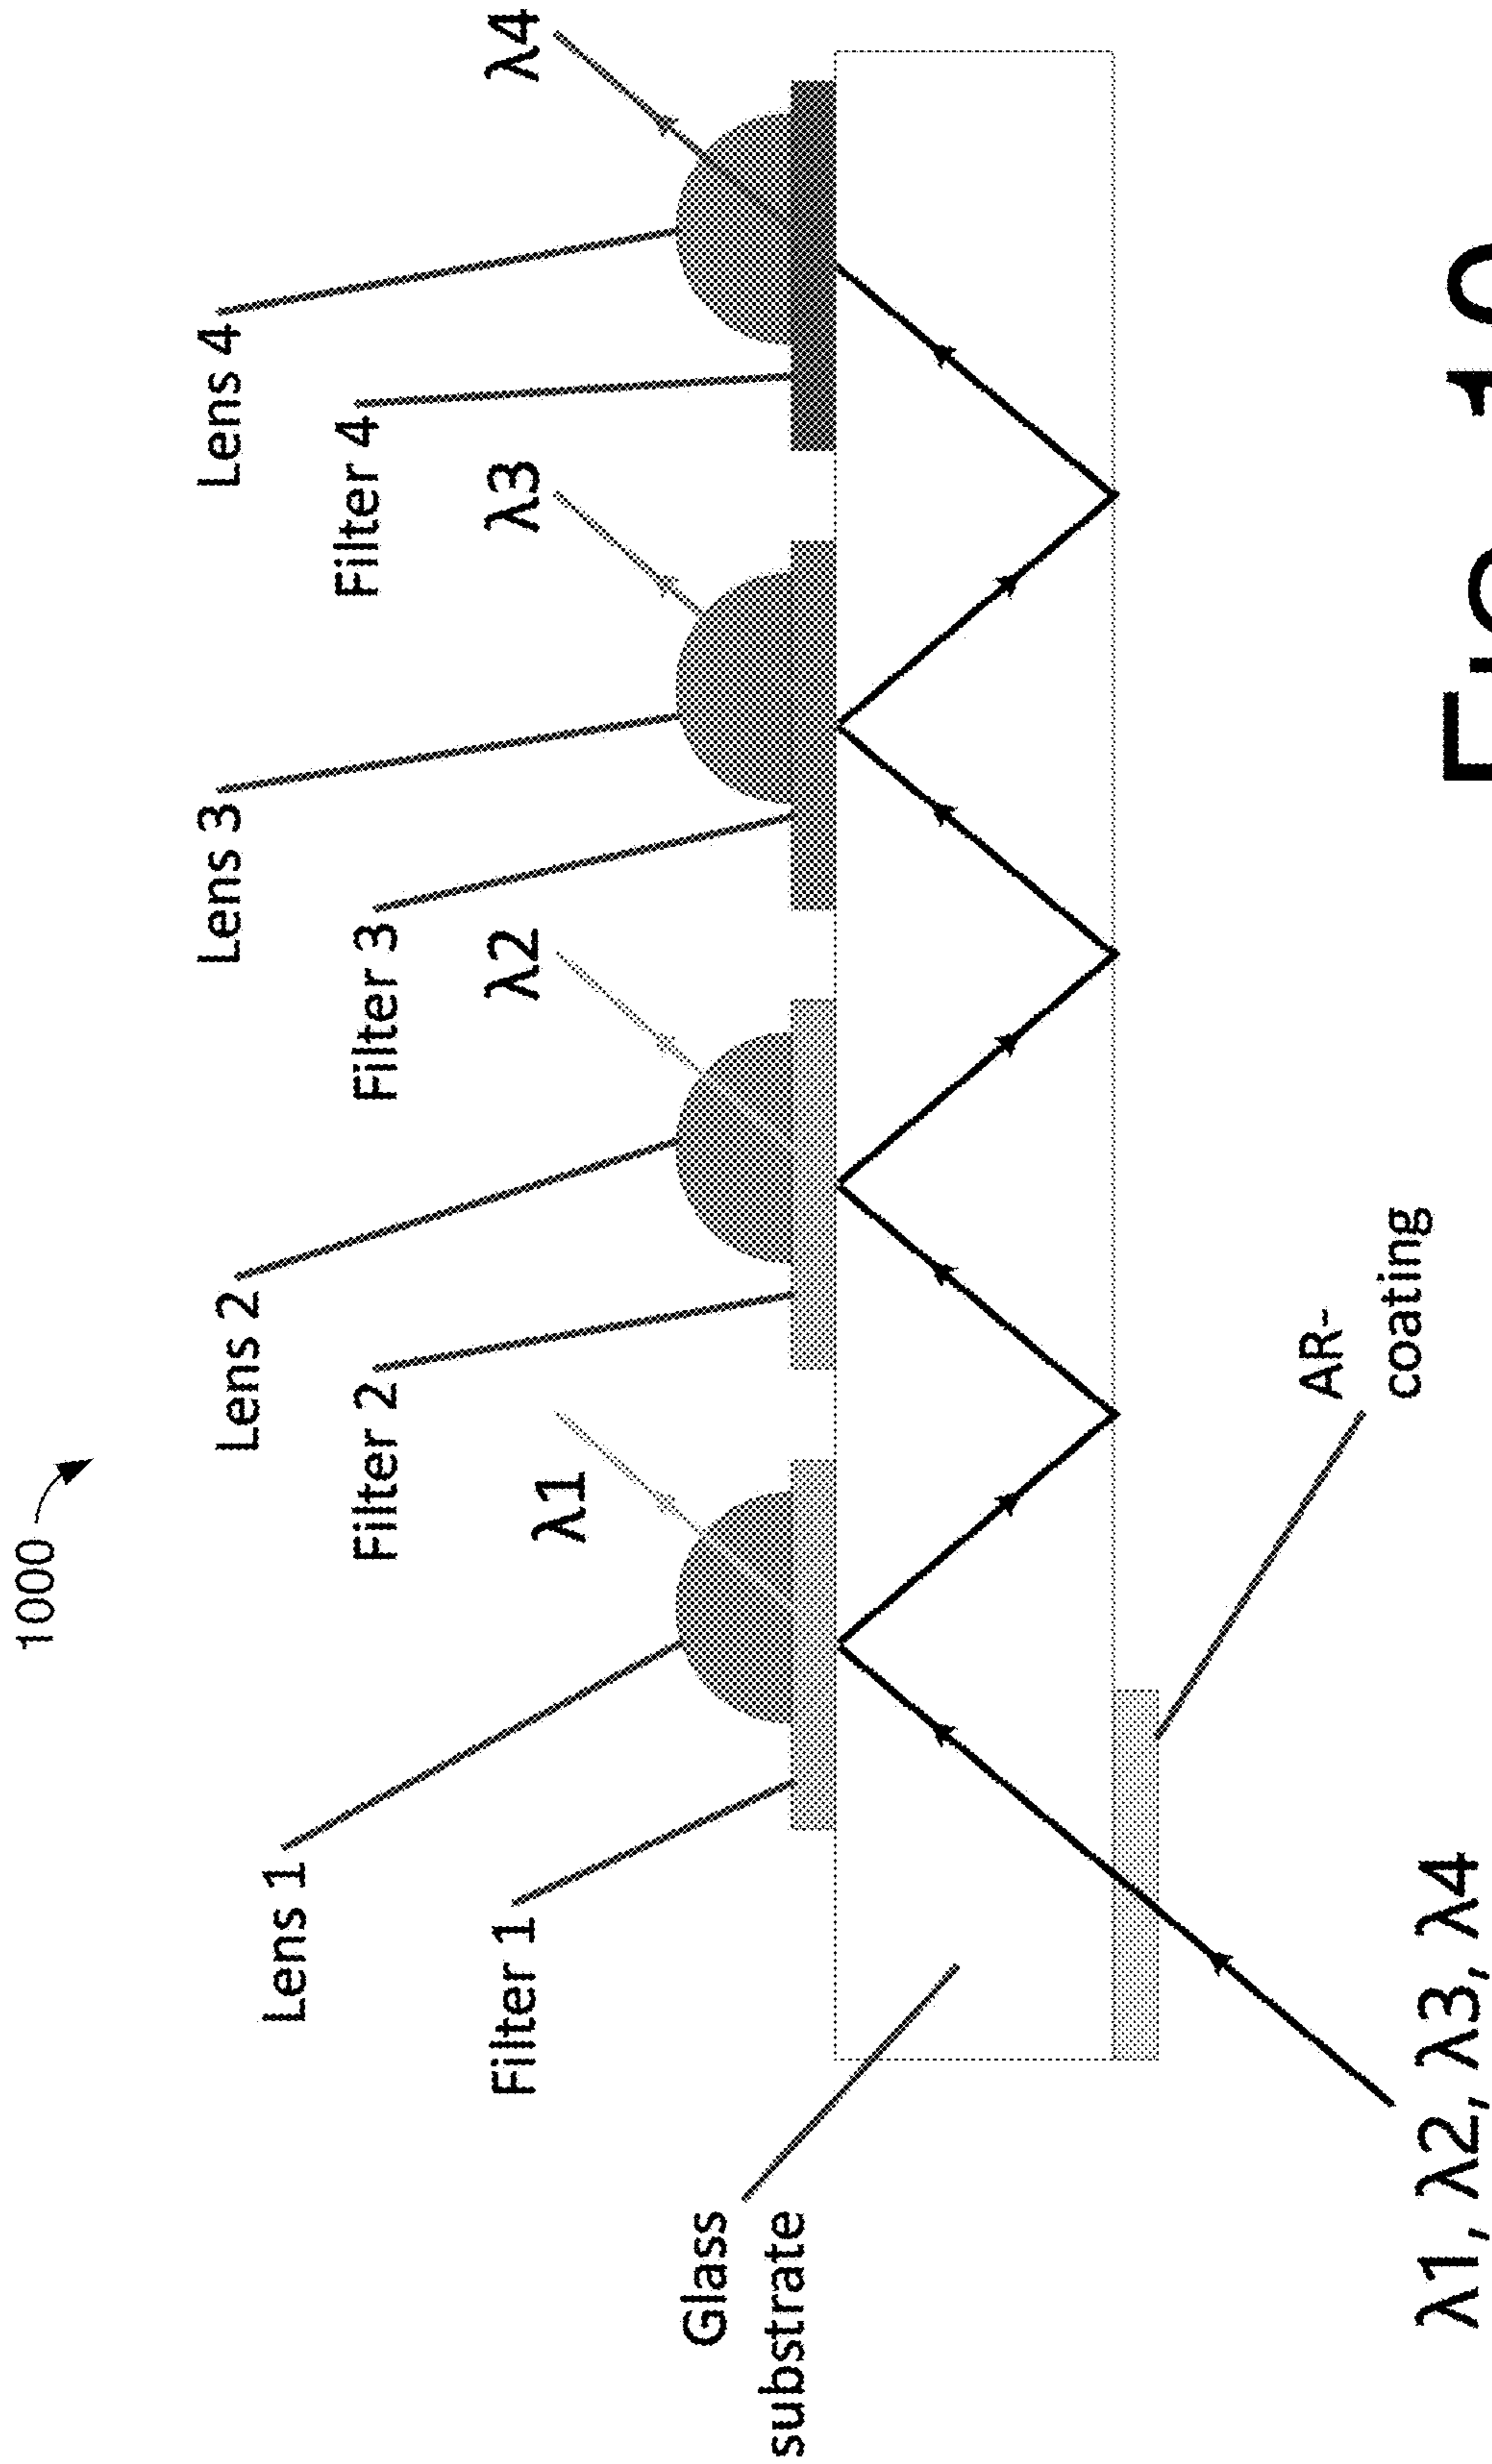 1000
Lens 1
Lens 2
Lens 3
Lens 4
Filter 1
Filter 2
Filter 3
Filter 4
λ1
λ2
λ3
λ4
Glass
substrate
AR-
coating
λ1, λ2, λ3, λ4